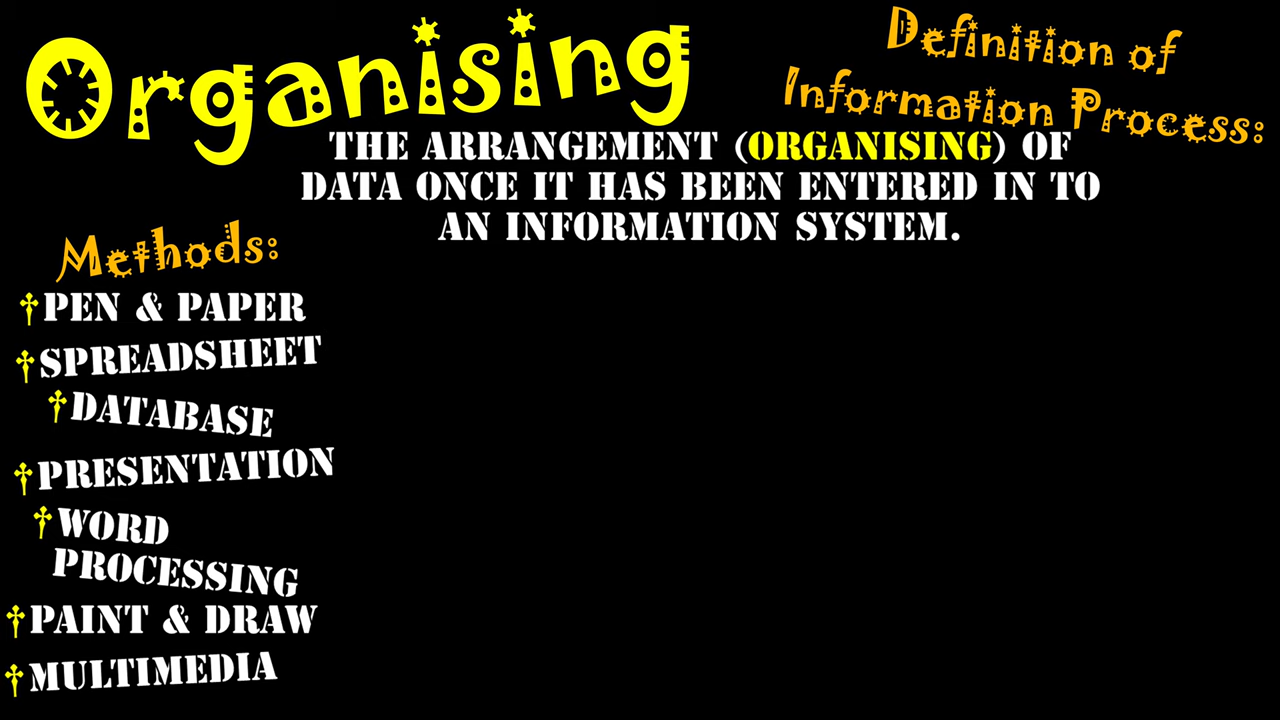 Organising
Definition of
Information Process:
THE ARRANGEMENT (ORGANISING) OF
DATA ONCE IT HAS BEEN ENTERED IN TO
AN INFORMATION SYSTEM.
Methods:
†PEN & PAPER
†SPREADSHEET
†DATABASE
†PRESENTATION
†WORD
PROCESSING
†PAINT & DRAW
†MULTIMEDIA